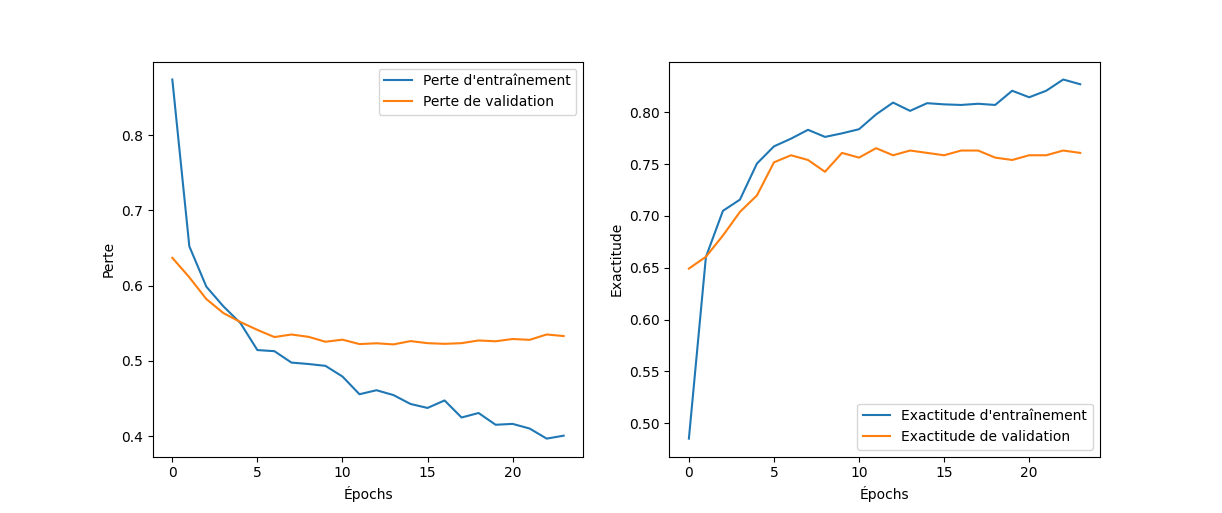 Perte d'entraînement
Perte de validation
0.8
0.7
0.6
0.5
0.4
Perte
0 5 10 15 20
Épochs
0.80
0.75
0.70
0.65
0.60
0.55
0.50
Exactitude
Exactitude d'entraînement
Exactitude de validation
0 5 10 15 20
Épochs